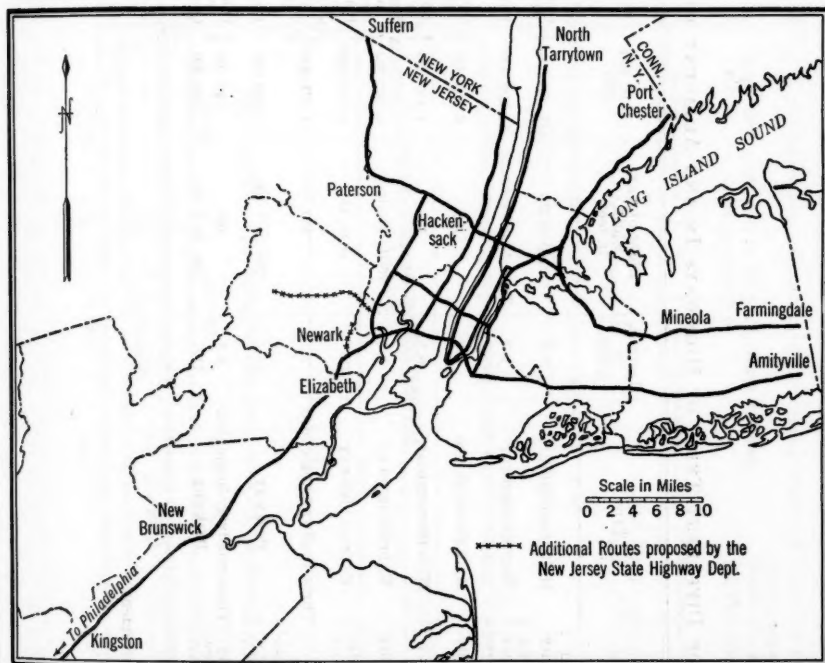 Suffern
North
Tarrytown
NEW YORK
NEW JERSEY
CONN.
N.Y.
Port
Chester
N
LONG ISLAND SOUND
Paterson
Hacken-
sack
Mineola
Farmingdale
Newark
Amityville
Elizabeth
Scale in Miles
0 2 4 6 8 10
New
Brunswick
Additional Routes proposed by the
New Jersey State Highway Dept.
To Philadelphia
Kingston